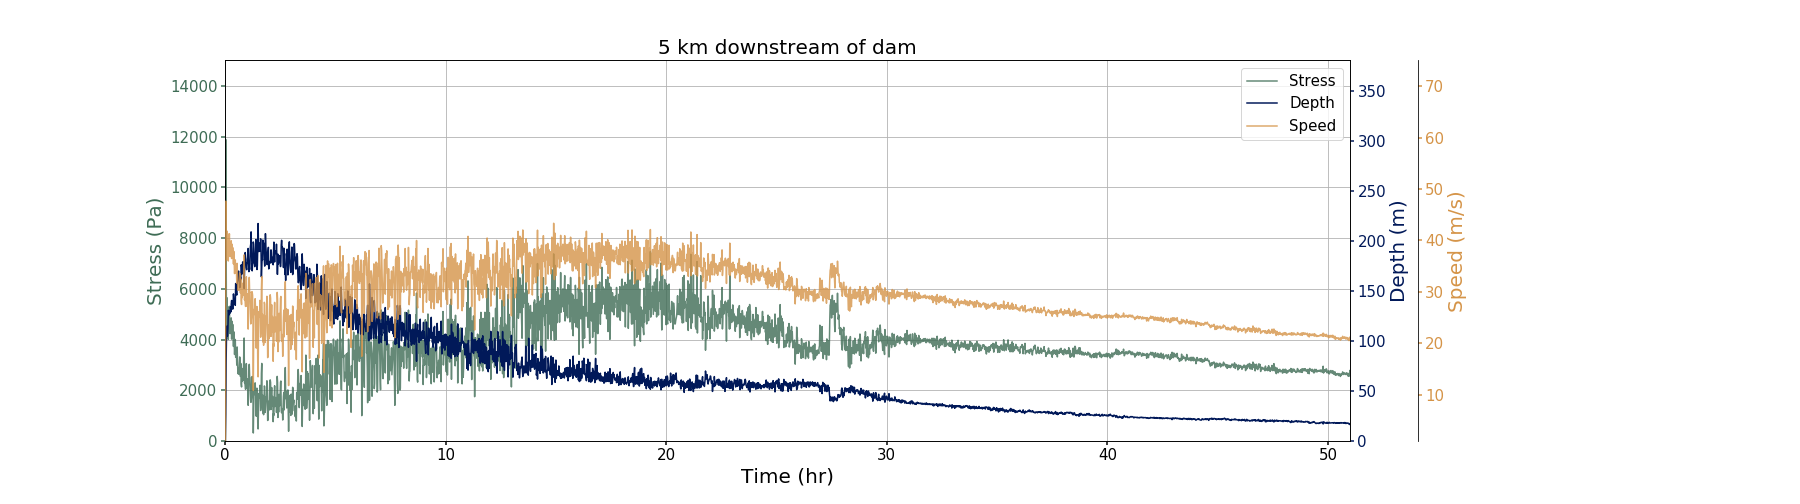 5 km downstream of dam
Stress (Pa)
14000
12000
10000
8000
6000
4000
2000
0
Stress
Depth
Speed
350
300
250
200
150
100
50
0
Depth (m)
70
60
50
40
30
20
10
Speed (m/s)
0 10 20 30 40 50
Time (hr)